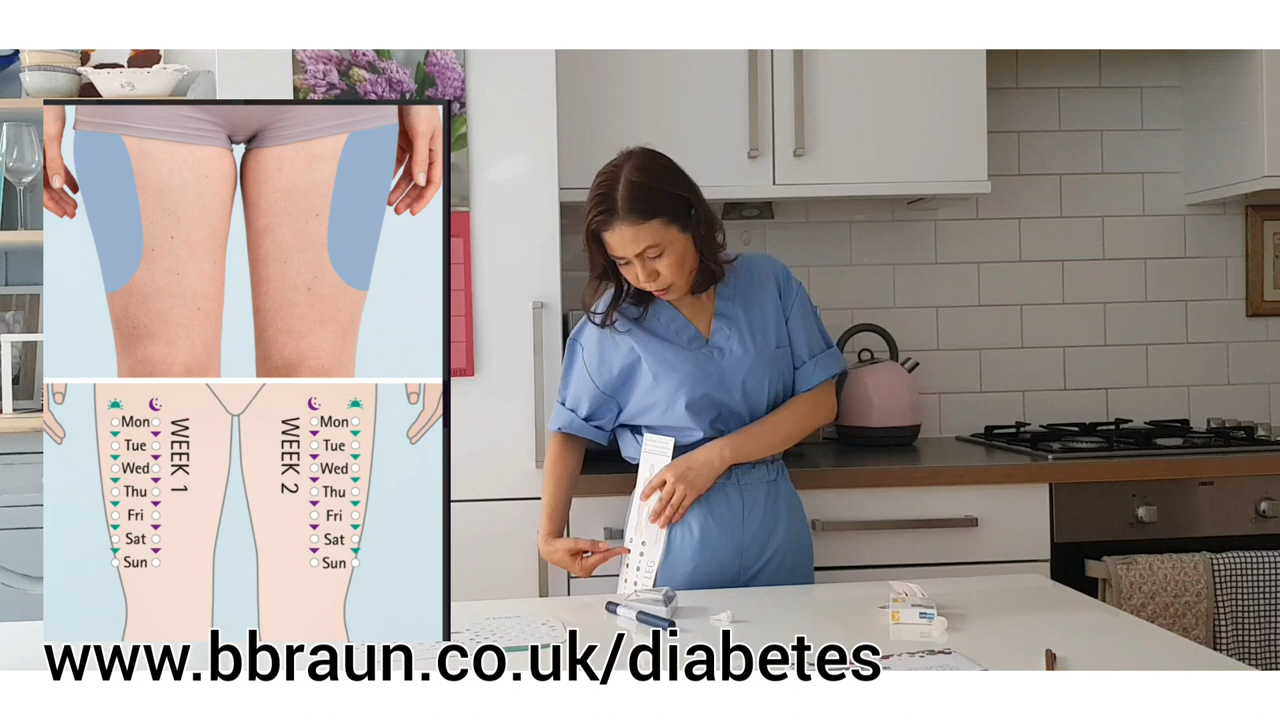 Mon
Tue
Wed
Thu
Fri
Sat
Sun
WEEK 1
WEEK 2
Mon
Tue
Wed
Thu
Fri
Sat
Sun
LEG
www.bbraun.co.uk/diabetes